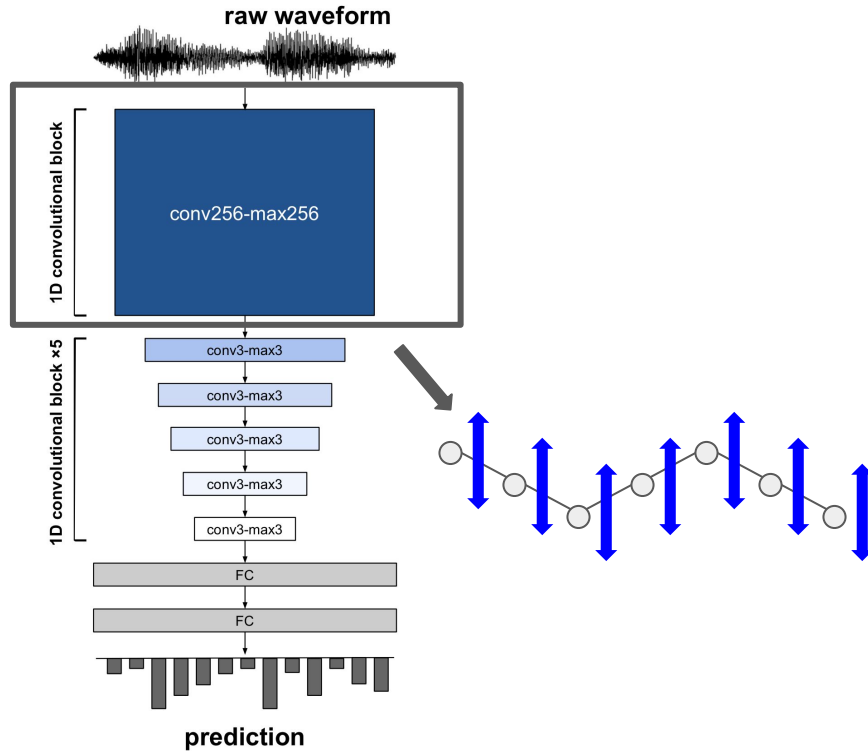 raw waveform
1D convolutional block
conv256-max256
1D convolutional block ×5
conv3-max3
conv3-max3
conv3-max3
conv3-max3
conv3-max3
FC
FC
prediction